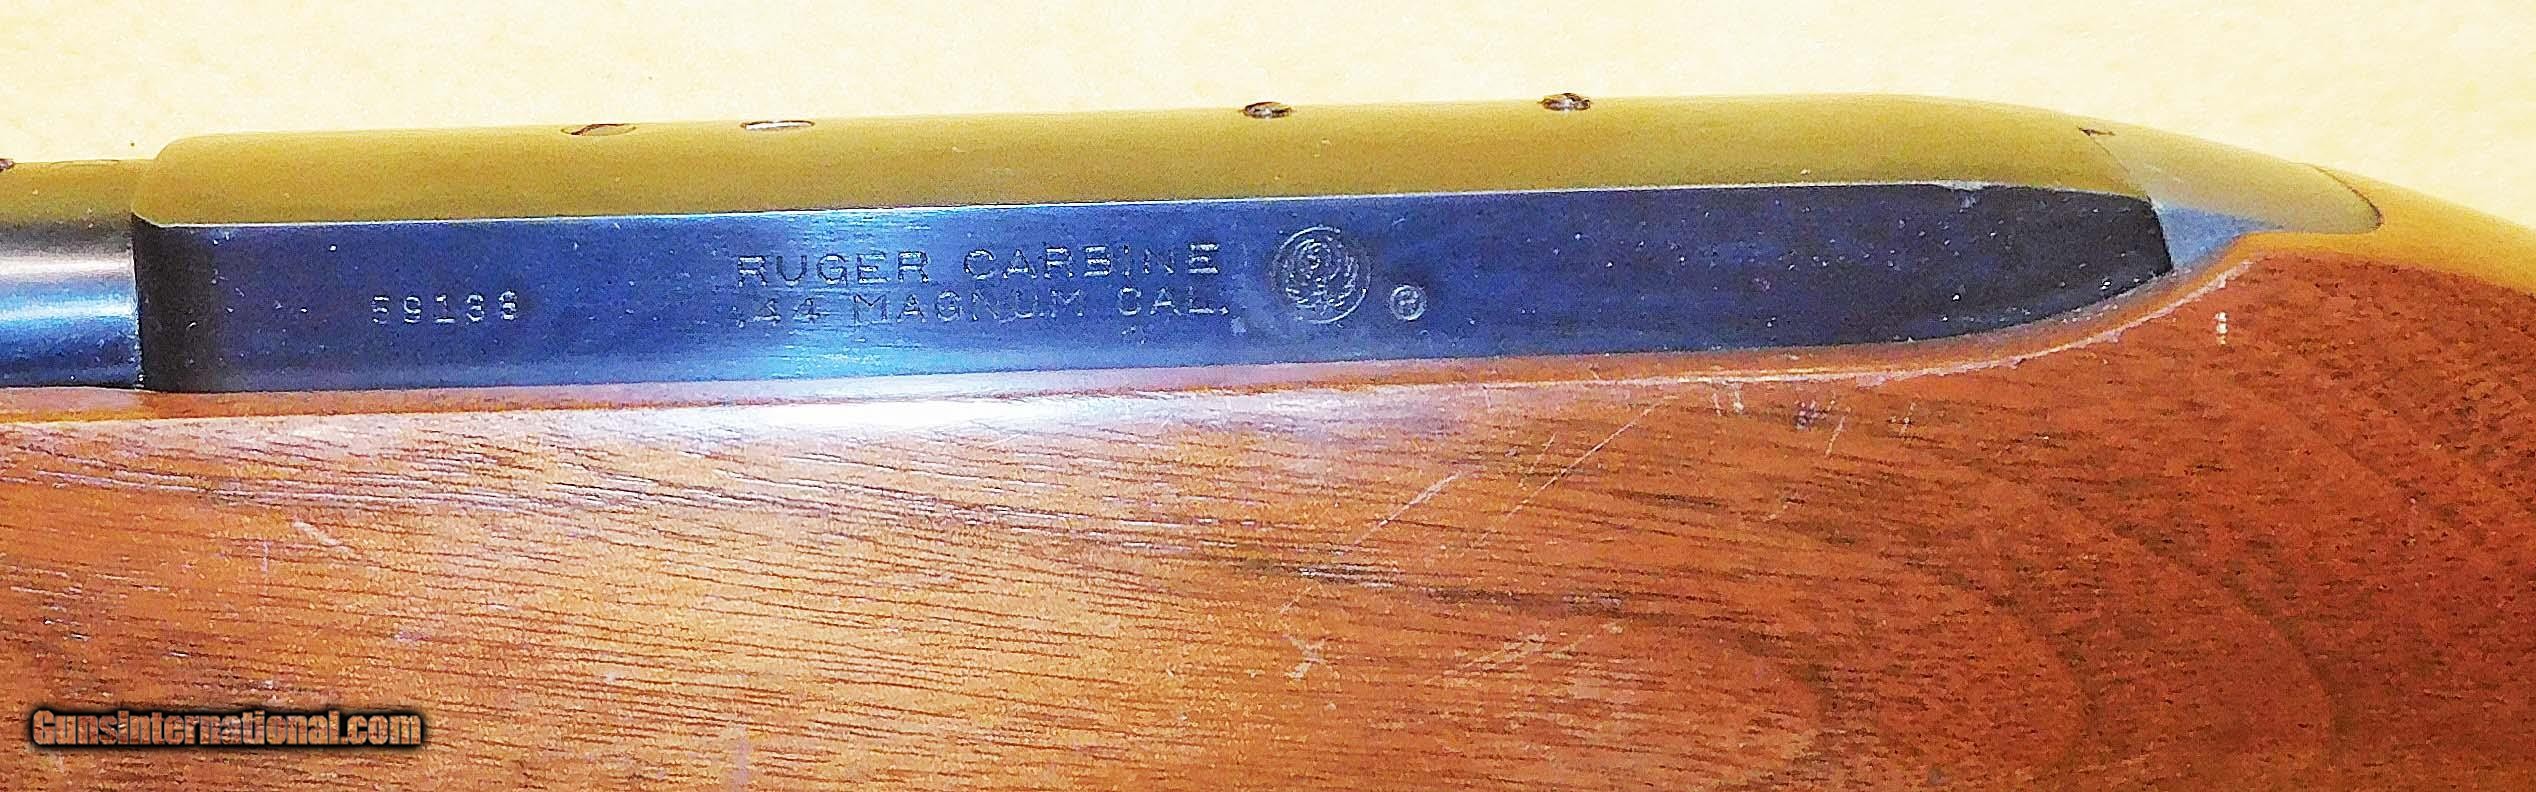 59138
RUGER CARBINE
.44 MAGNUM CAL.
®
GunsInternational.com